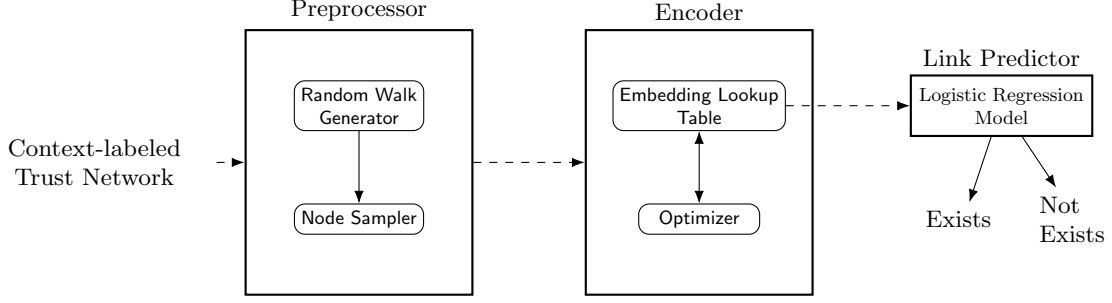 Preprocessor
Encoder
Link Predictor
Random Walk
Generator
Embedding Lookup
Table
Logistic Regression
Model
Context-labeled
Trust Network
Node Sampler
Optimizer
Exists
Not
Exists